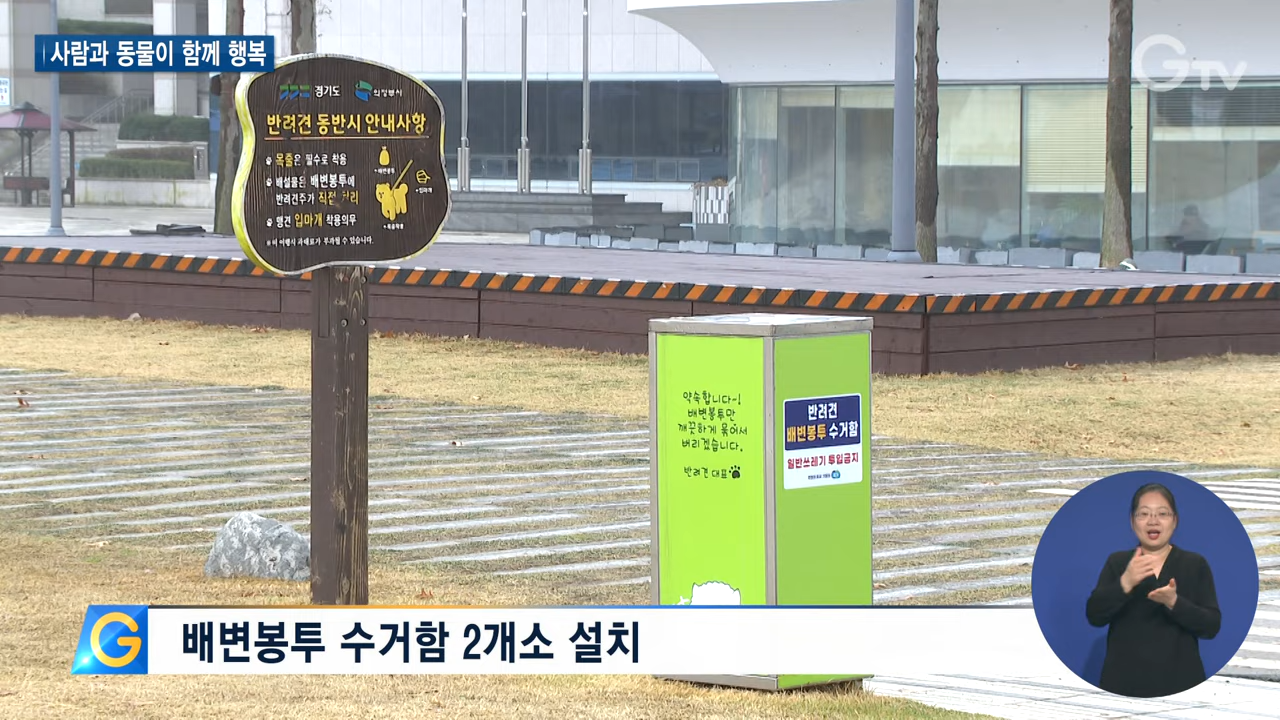 사람과 동물이 함께 행복
GTV
경기도 의정부시
반려견 동반시 안내사항
목줄은 필수로 착용
배설물은 배변봉투에
반려견주가 직접 처리
맹견 입마개 착용의무
약속합니다~!
배변봉투만
깨끗하게 묶어서
버리겠습니다.
반려견 대표
반려견
배변봉투 수거함
일반쓰레기 투입금지
G 배변봉투 수거함 2개소 설치